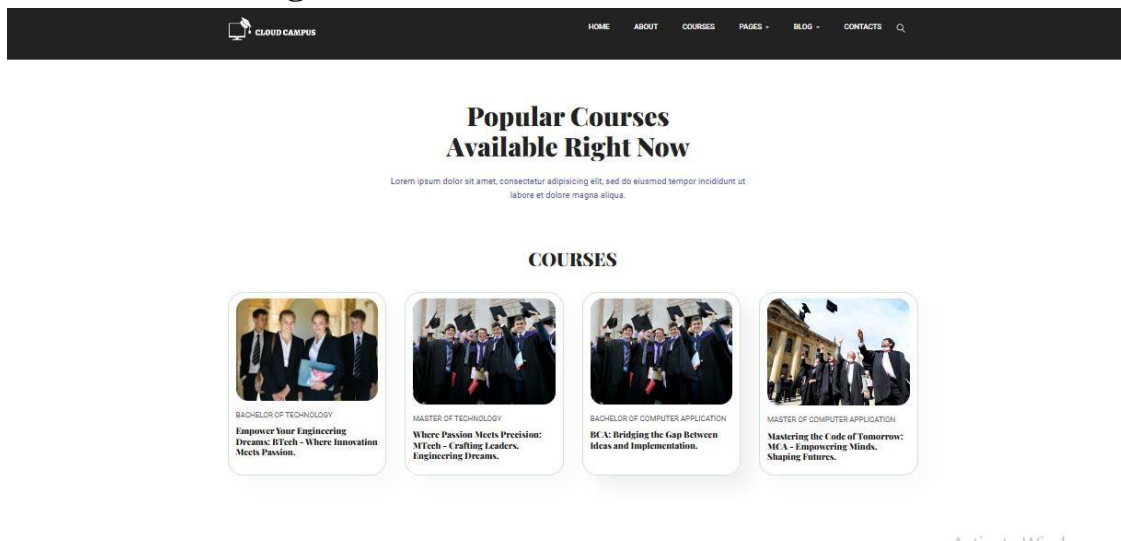 CLOUD CAMPUS
HOME ABOUT COURSES PAGES BLOG CONTACTS
Popular Courses
Available Right Now
Lorem ipsum dolor sit amet, consectetur adipisicing elit, sed do eiusmod tempor incididunt ut
labore et dolore magna aliqua.
COURSES
BACHELOR OF TECHNOLOGY
Empower Your Engineering
Dreams: BTech - Where Innovation
Meets Passion.
MASTER OF TECHNOLOGY
Where Passion Meets Precision:
MTech - Crafting Leaders,
Engineering Dreams.
BACHELOR OF COMPUTER APPLICATION
BCA: Bridging the Gap Between
Ideas and Implementation.
MASTER OF COMPUTER APPLICATION
Mastering the Code of Tomorrow:
MCA - Empowering Minds,
Shaping Futures.